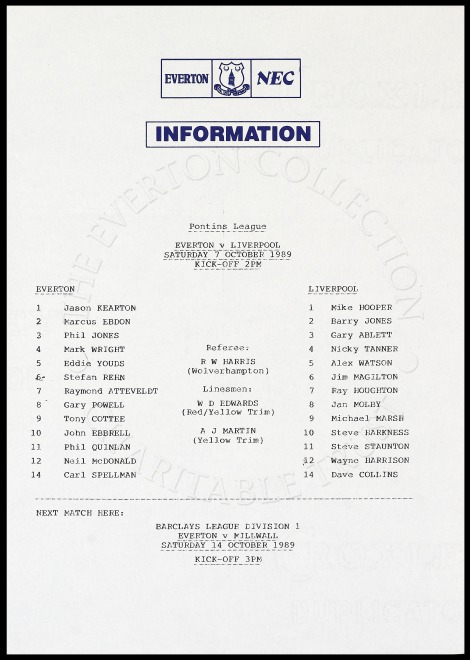 EVERTON NEC
INFORMATION
Pontins League
EVERTON v LIVERPOOL
SATURDAY 7 OCTOBER 1989
KICK-OFF 2PM
EVERTON
1 Jason KEARTON
2 Marcus EBDON
3 Phil JONES
4 Mark WRIGHT
5 Eddie YOUDS
6 Stefan REHN
7 Raymond ATTEVELDT
8 Gary POWELL
9 Tony COTTEE
10 John EBBRELL
11 Phil QUINLAN
12 Neil McDONALD
14 Carl SPELLMAN
Referee:
R W HARRIS
(Wolverhampton)
Linesmen:
W D EDWARDS
(Red/Yellow Trim)
A J MARTIN
(Yellow Trim)
LIVERPOOL
1 Mike HOOPER
2 Barry JONES
3 Gary ABLETT
4 Nicky TANNER
5 Alex WATSON
6 Jim MAGILTON
7 Ray HOUGHTON
8 Jan MOLBY
9 Michael MARSH
10 Steve HARKNESS
11 Steve STAUNTON
12 Wayne HARRISON
14 Dave COLLINS
NEXT MATCH HERE:
BARCLAYS LEAGUE DIVISION 1
EVERTON v MILLWALL
SATURDAY 14 OCTOBER 1989
KICK-OFF 3PM
THE EVERTON COLLECTION CHARITABLE TRUST